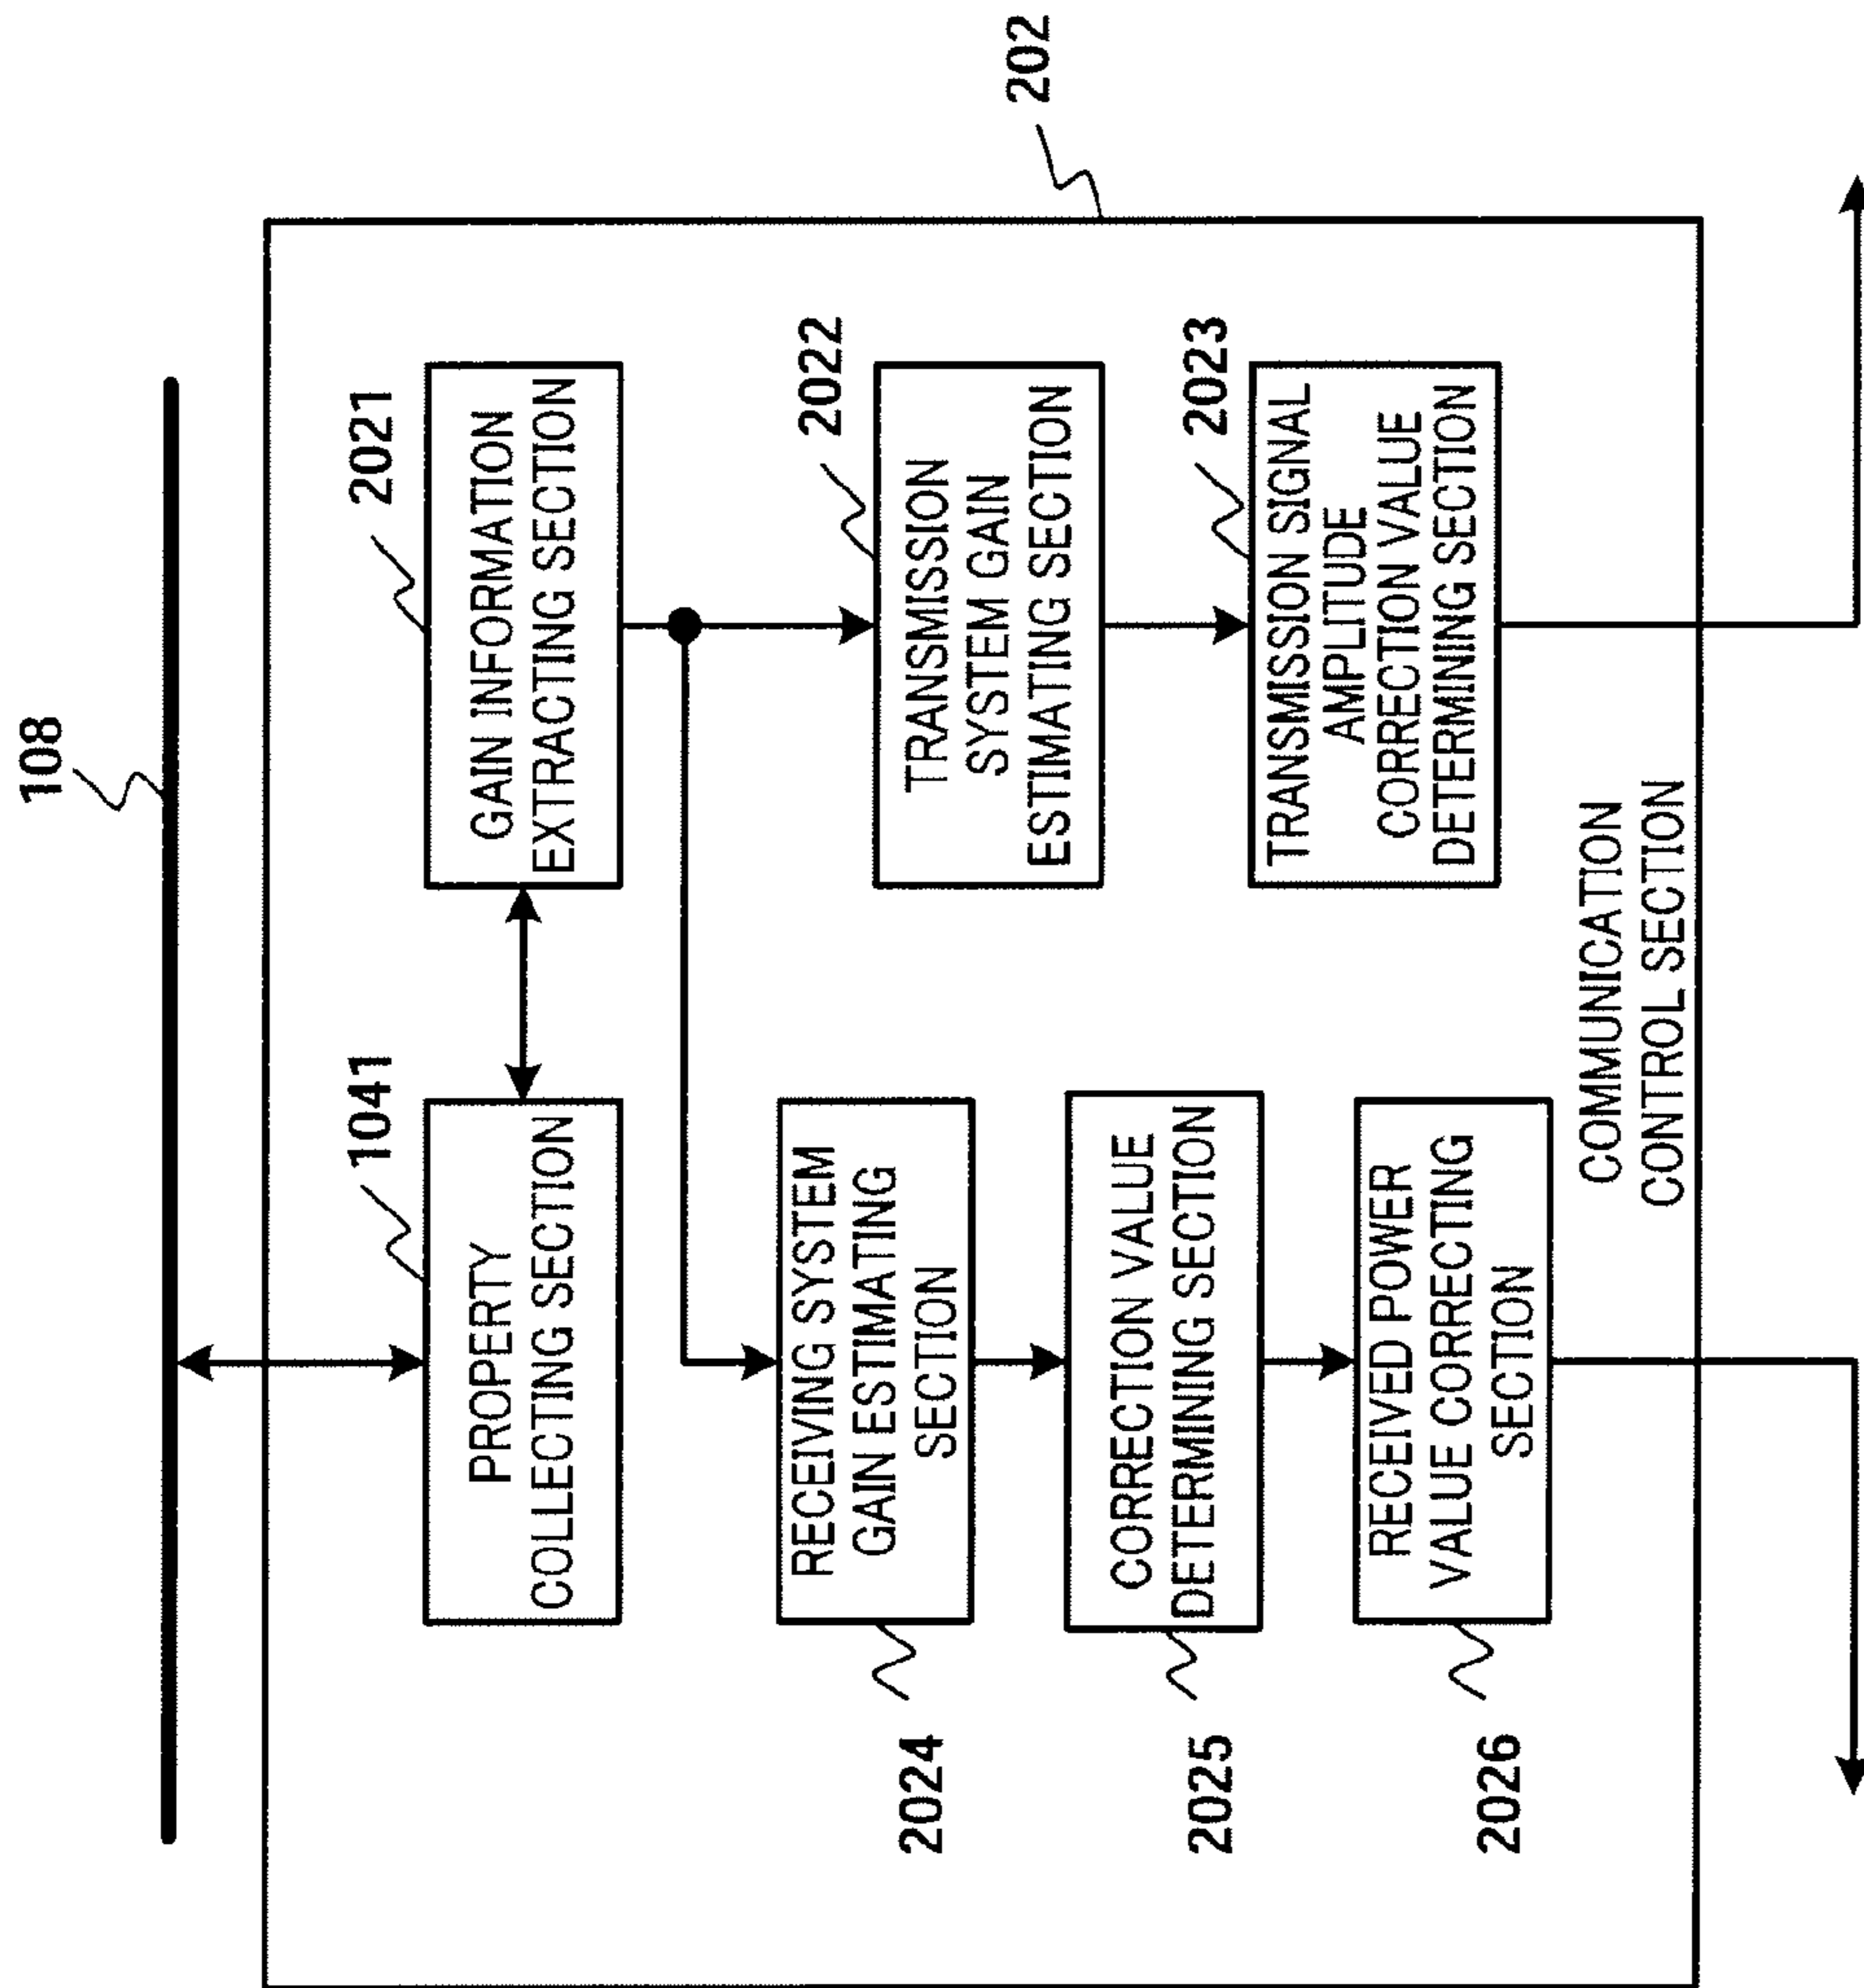 108
202
1041
PROPERTY
COLLECTING SECTION
2021
GAIN INFORMATION
EXTRACTING SECTION
2022
TRANSMISSION
SYSTEM GAIN
ESTIMATING SECTION
2023
TRANSMISSION SIGNAL
AMPLITUDE
CORRECTION VALUE
DETERMINING SECTION
2024
RECEIVING SYSTEM
GAIN ESTIMATING
SECTION
2025
CORRECTION VALUE
DETERMINING SECTION
2026
RECEIVED POWER
VALUE CORRECTING
SECTION
COMMUNICATION
CONTROL SECTION